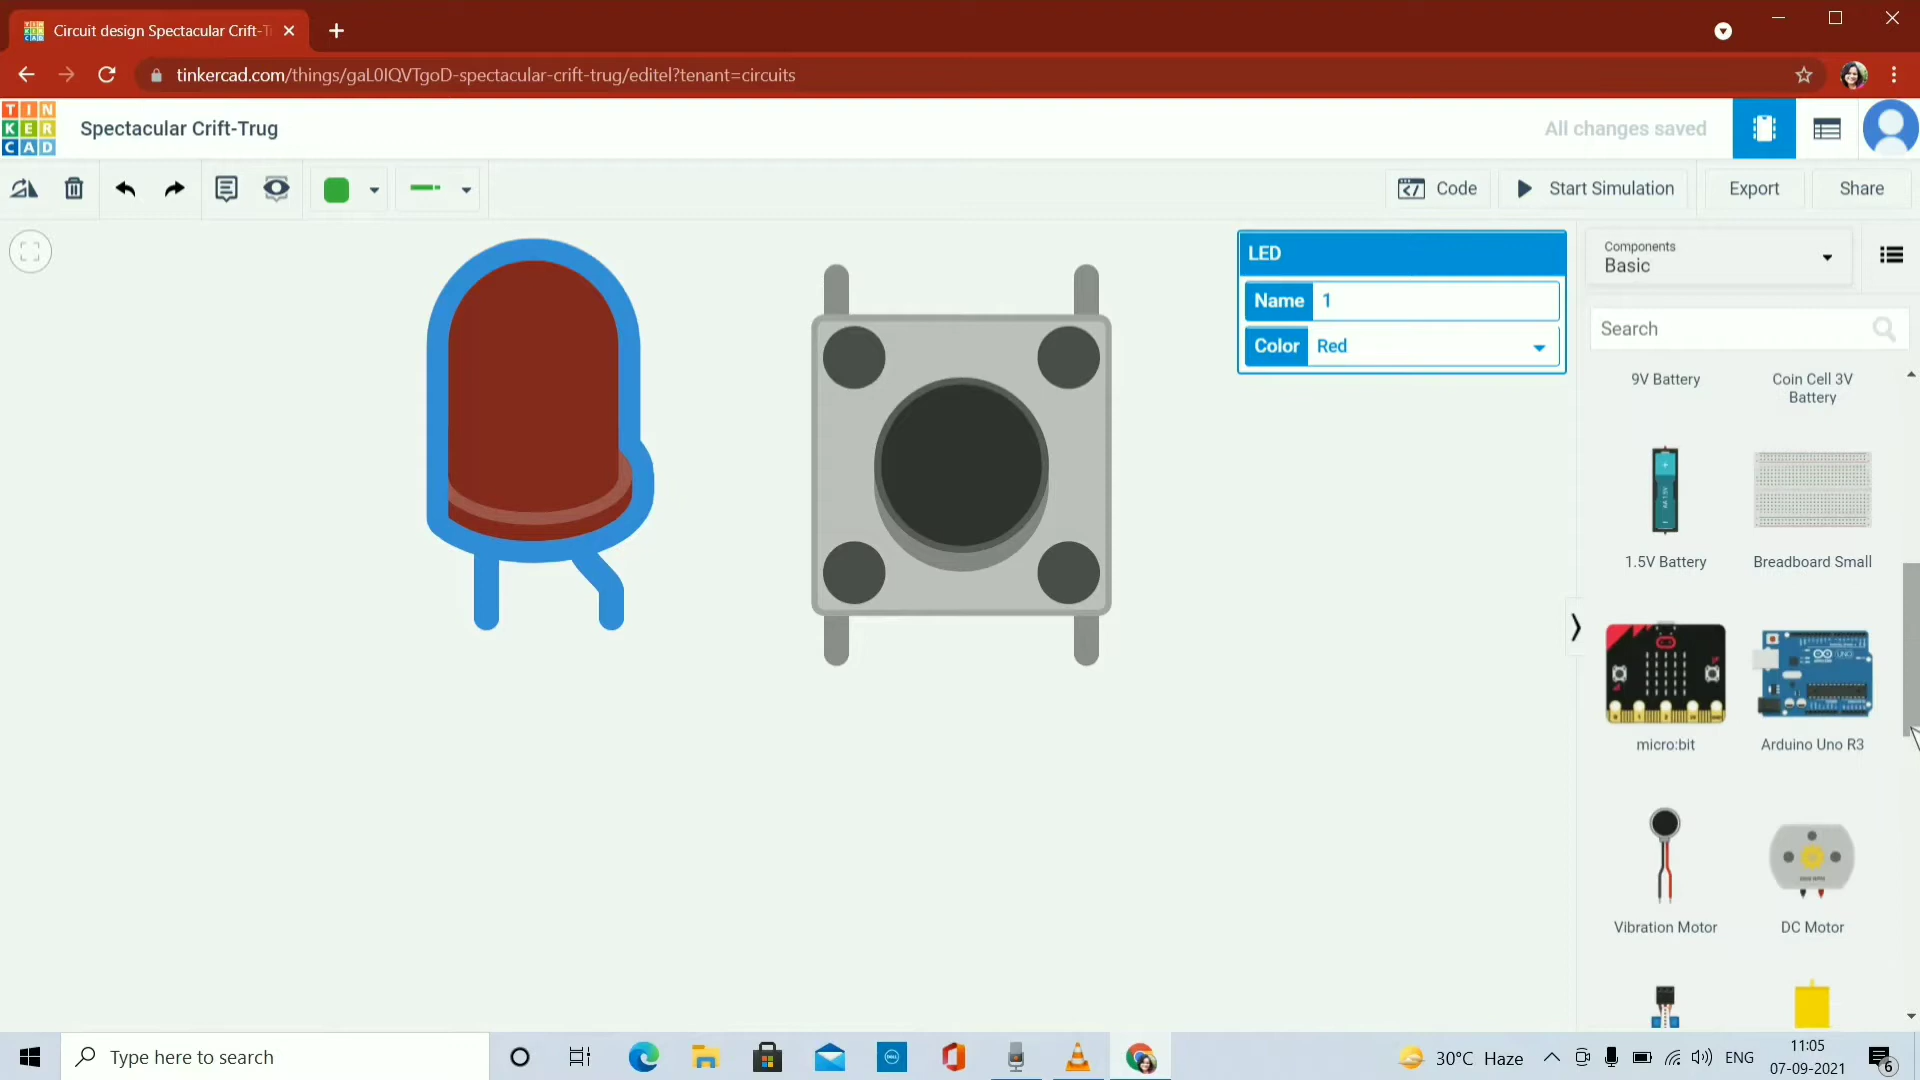 Circuit design Spectacular Crift-T
tinkercad.com/things/gaL0IQVTgoD-spectacular-crift-trug/editel?tenant=circuits
TIN
KER
CAD
Spectacular Crift-Trug
All changes saved
Code
Start Simulation
Export
Share
LED
Name 1
Color Red
Components
Basic
Search
9V Battery
Coin Cell 3V
Battery
1.5V Battery
Breadboard Small
micro:bit
Arduino Uno R3
Vibration Motor
DC Motor
Type here to search
30°C Haze
ENG
11:05
07-09-2021
6